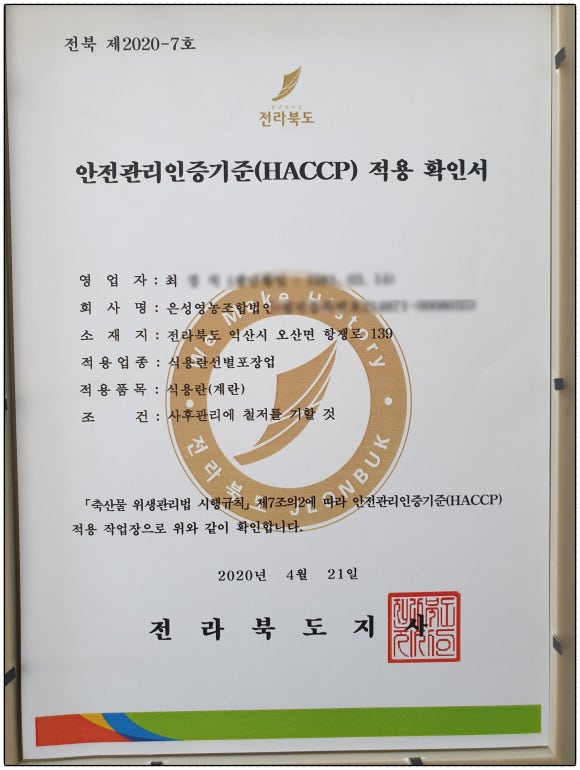 전북 제2020-7호
전라북도
안전관리인증기준(HACCP) 적용 확인서
영 업 자 : 최
회 사 명 : 은성영농조합법인
소 재 지 : 전라북도 익산시 오산면 항쟁로 139
적용업종 : 식용란선별포장업
적용품목 : 식용란(계란)
조 건 : 사후관리에 철저를 기할 것
We Make History
전라북도 JEONBUK
「축산물 위생관리법 시행규칙」 제7조의2에 따라 안전관리인증기준(HACCP)
적용 작업장으로 위와 같이 확인합니다.
2020년 4월 21일
전 라 북 도 지 사